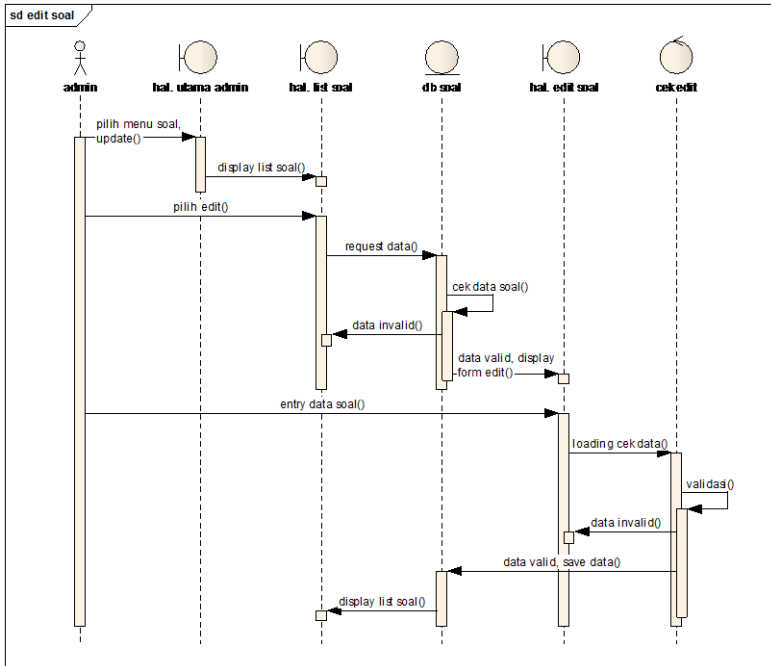 sd edit soal
admin
hal. utama admin
hal. list soal
db soal
hal. edit soal
cek edit
pilih menu soal,
update()
display list soal()
pilih edit()
request data()
cek data soal()
data invalid()
data valid, display
form edit()
entry data soal()
loading cek data()
validasi()
data invalid()
data valid, save data()
display list soal()